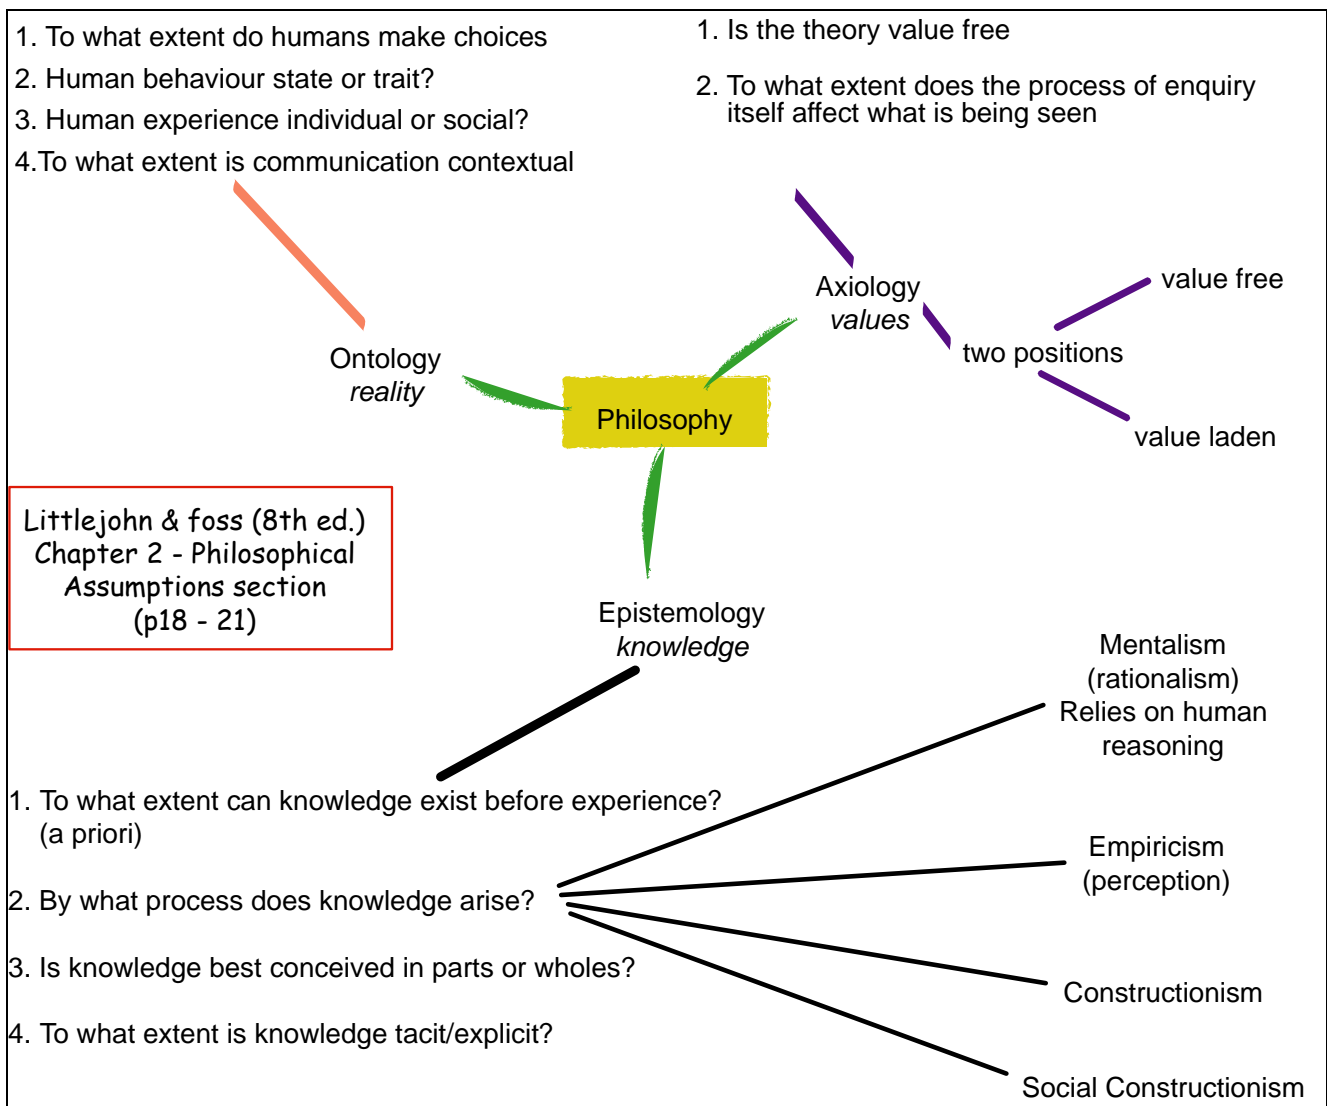 1. To what extent do humans make choices
2. Human behaviour state or trait?
3. Human experience individual or social?
4.To what extent is communication contextual
1. Is the theory value free
2. To what extent does the process of enquiry
itself affect what is being seen
Axiology
values
value free
two positions
value laden
Ontology
reality
Philosophy
Littlejohn & foss (8th ed.)
Chapter 2 - Philosophical
Assumptions section
(p18 - 21)
Epistemology
knowledge
1. To what extent can knowledge exist before experience?
(a priori)
2. By what process does knowledge arise?
3. Is knowledge best conceived in parts or wholes?
4. To what extent is knowledge tacit/explicit?
Mentalism
(rationalism)
Relies on human
reasoning
Empiricism
(perception)
Constructionism
Social Constructionism